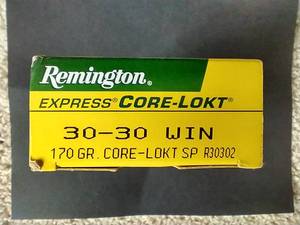 Remington.
EXPRESS® CORE-LOKT®
30-30 WIN
170 GR. CORE-LOKT SP R30302